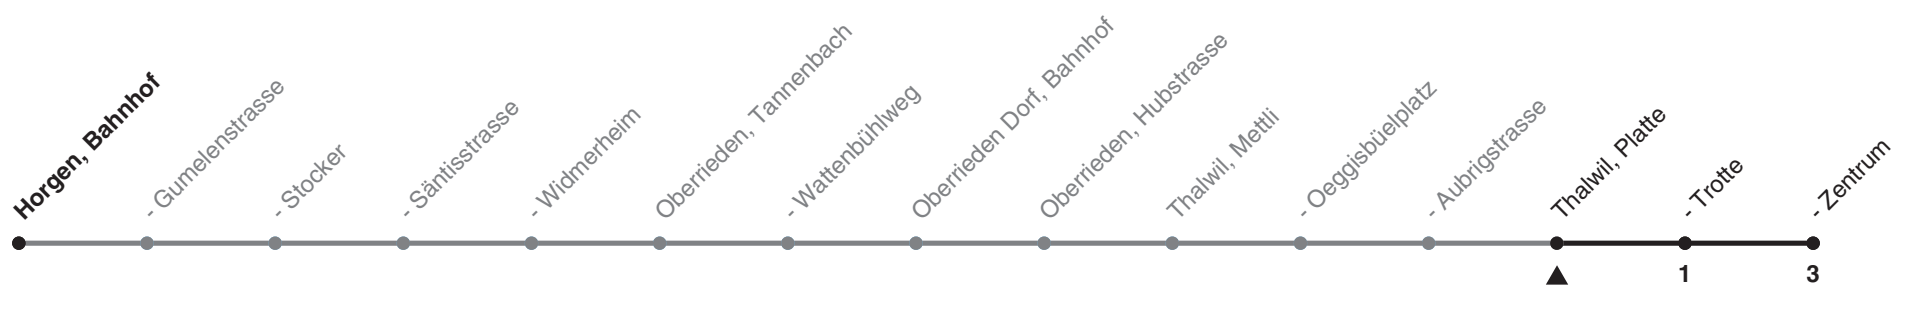 Horgen, Bahnhof
- Gumelenstrasse
- Stocker
- Säntisstrasse
- Widmerheim
Oberrieden, Tannenbach
- Wattenbühlweg
Oberrieden Dorf, Bahnhof
Oberrieden, Hubstrasse
Thalwil, Mettli
- Oeggisbüelplatz
- Aubrigstrasse
Thalwil, Platte
- Trotte
- Zentrum
1
3